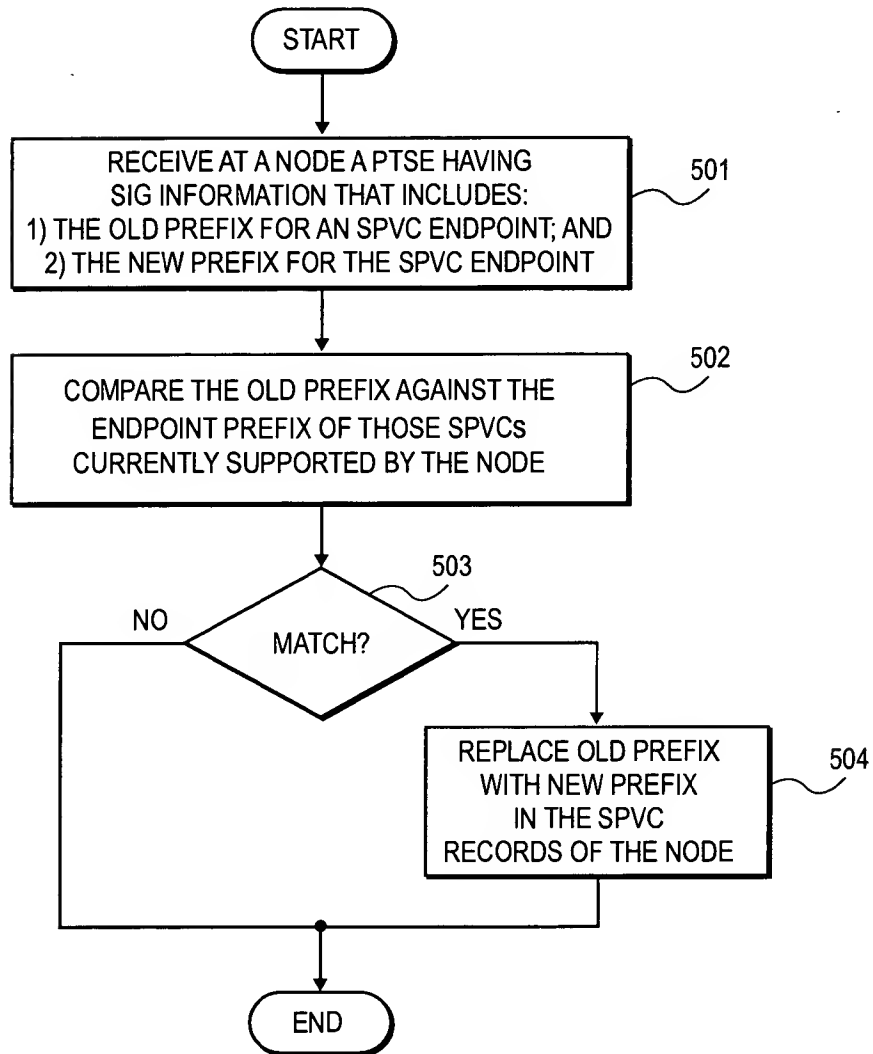 START
RECEIVE AT A NODE A PTSE HAVING
SIG INFORMATION THAT INCLUDES:
1) THE OLD PREFIX FOR AN SPVC ENDPOINT; AND
2) THE NEW PREFIX FOR THE SPVC ENDPOINT
501
COMPARE THE OLD PREFIX AGAINST THE
ENDPOINT PREFIX OF THOSE SPVCs
CURRENTLY SUPPORTED BY THE NODE
502
503
NO
MATCH?
YES
REPLACE OLD PREFIX
WITH NEW PREFIX
IN THE SPVC
RECORDS OF THE NODE
504
END